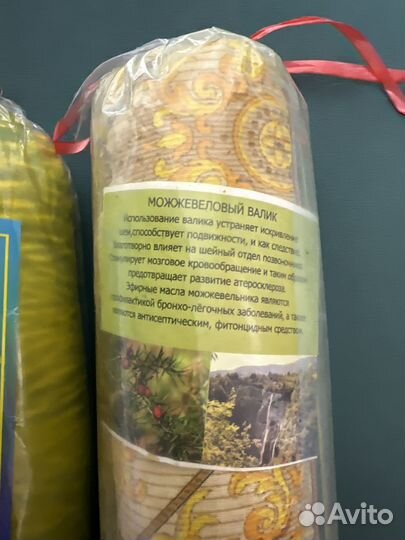 МОЖЖЕВЕЛОВЫЙ ВАЛИК
Использование валика устраняет искривление
шеи,способствует подвижности, и как следствие,
благотворно влияет на шейный отдел позвоночника.
Стимулирует мозговое кровообращение и таким образом
предотвращает развитие атеросклероза.
Эфирные масла можжевельника являются
профилактикой бронхо-лёгочных заболеваний, а также
являются антисептическим, фитонцидным средством.
Avito